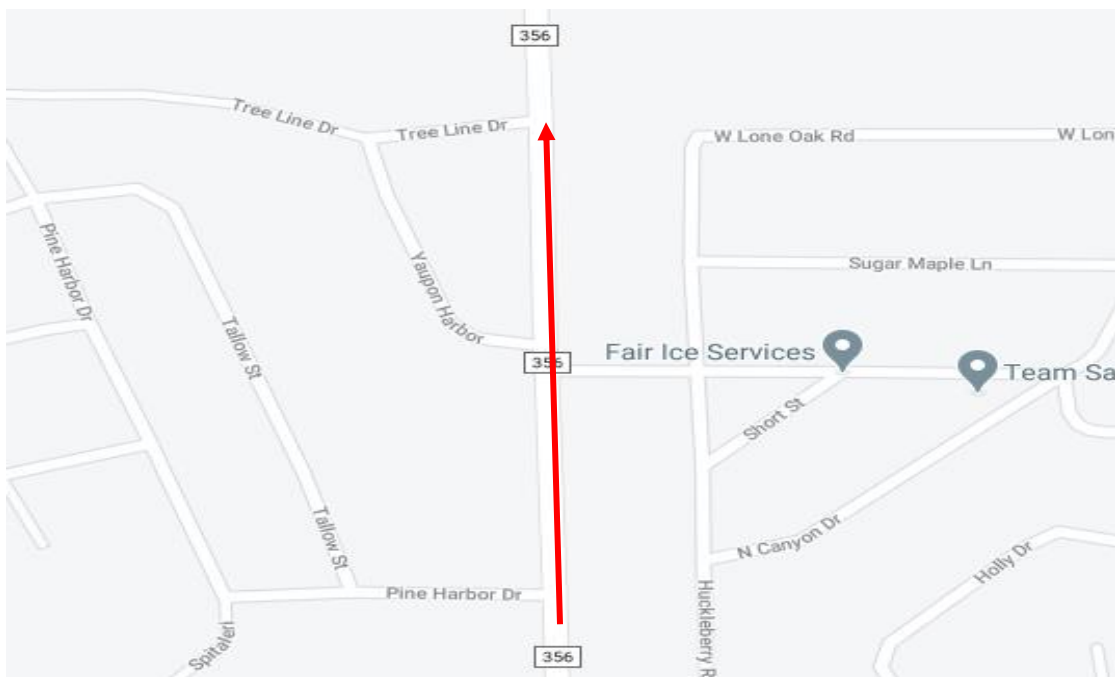 356
Tree Line Dr
Tree Line Dr
W Lone Oak Rd
W Lon
Pine Harbor Dr
Yaupon Harbor
Sugar Maple Ln
Tallow St
356
Fair Ice Services
Team Sa
Short St
Tallow St
N Canyon Dr
Holly Dr
Pine Harbor Dr
Huckleberry R
Spitaleri
356